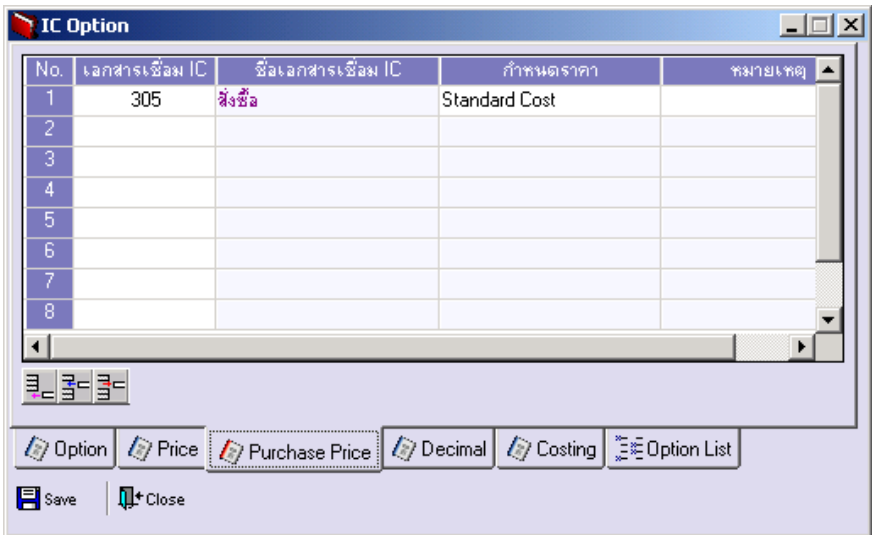 IC Option
No. เอกสารเชื่อม IC ชื่อเอกสารเชื่อม IC กำหนดราคา หมายเหตุ
1 305 สั่งซื้อ Standard Cost
2
3
4
5
6
7
8
Option Price Purchase Price Decimal Costing Option List
Save Close